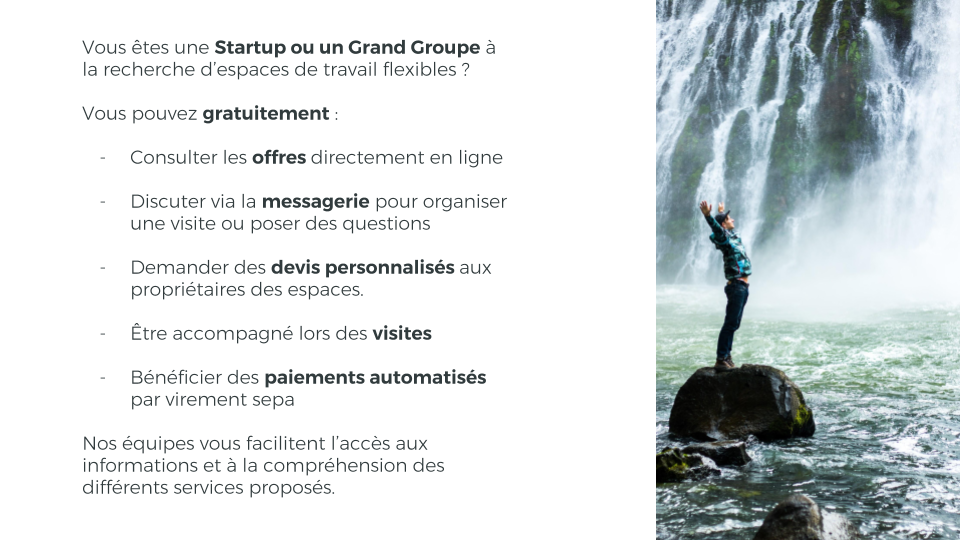 Vous êtes une Startup ou un Grand Groupe à
la recherche d'espaces de travail flexibles ?
Vous pouvez gratuitement :
- Consulter les offres directement en ligne
- Discuter via la messagerie pour organiser
une visite ou poser des questions
- Demander des devis personnalisés aux
propriétaires des espaces.
- Être accompagné lors des visites
- Bénéficier des paiements automatisés
par virement sepa
Nos équipes vous facilitent l'accès aux
informations et à la compréhension des
différents services proposés.